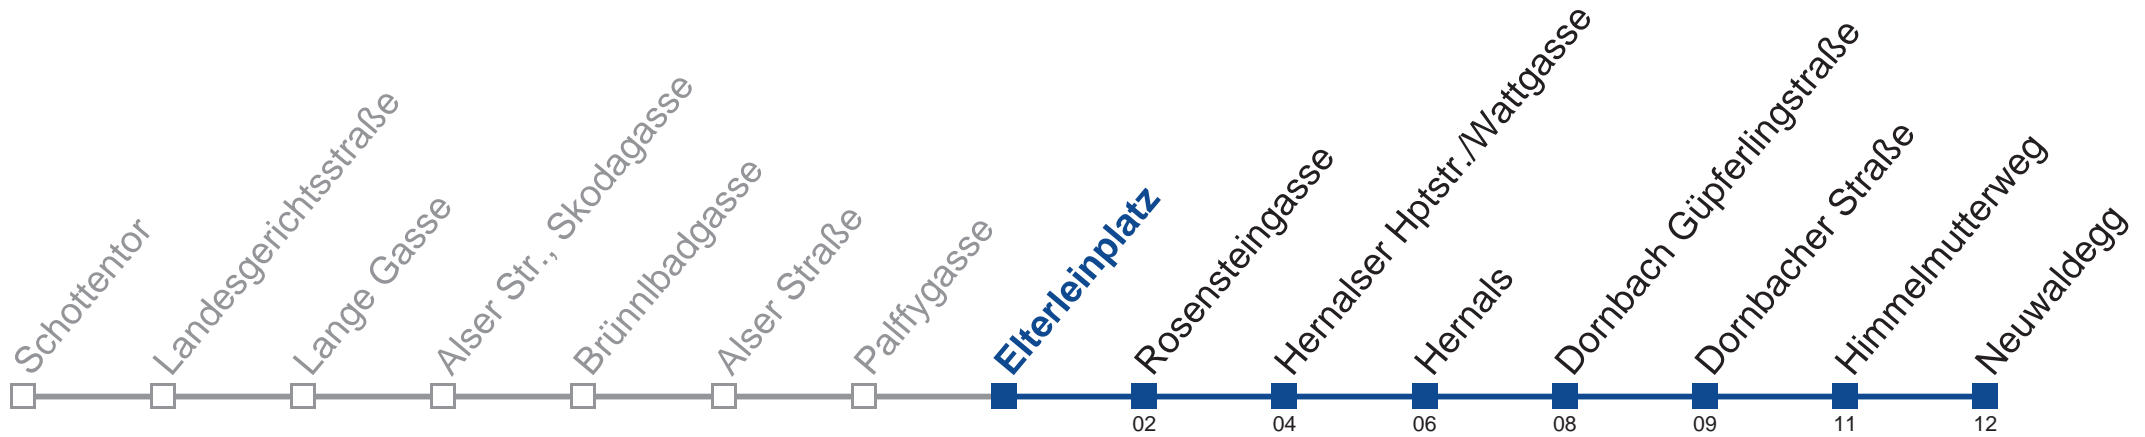 Schottentor
Landesgerichtsstraße
Lange Gasse
Alser Str., Skodagasse
Brünnlbadgasse
Alser Straße
Palffygasse
Elterleinplatz
Rosensteingasse
Hernalser Hptstr./Wattgasse
Hernals
Dornbach Güpferlingstraße
Dornbacher Straße
Himmelmutterweg
Neuwaldegg
02
04
06
08
09
11
12